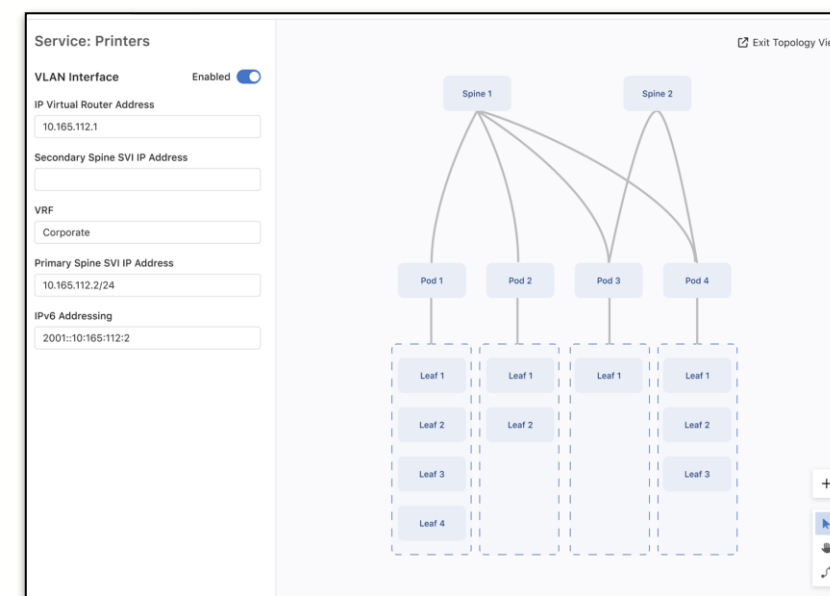 Service: Printers
Exit Topology Vie
VLAN Interface Enabled
IP Virtual Router Address
10.165.112.1
Secondary Spine SVI IP Address
VRF
Corporate
Primary Spine SVI IP Address
10.165.112.2/24
IPv6 Addressing
2001::10:165:112:2
Spine 1 Spine 2
Pod 1 Pod 2 Pod 3 Pod 4
Leaf 1 Leaf 1 Leaf 1 Leaf 1
Leaf 2 Leaf 2 Leaf 2
Leaf 3 Leaf 3
Leaf 4